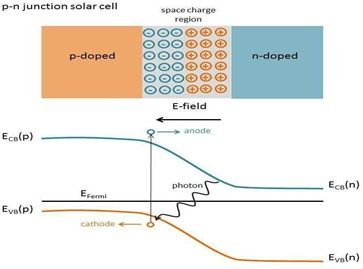 p-n junction solar cell
space charge
region
p-doped
n-doped
E-field
E_CB(p)
anode
photon
E_CB(n)
E_Fermi
E_VB(p)
cathode
E_VB(n)